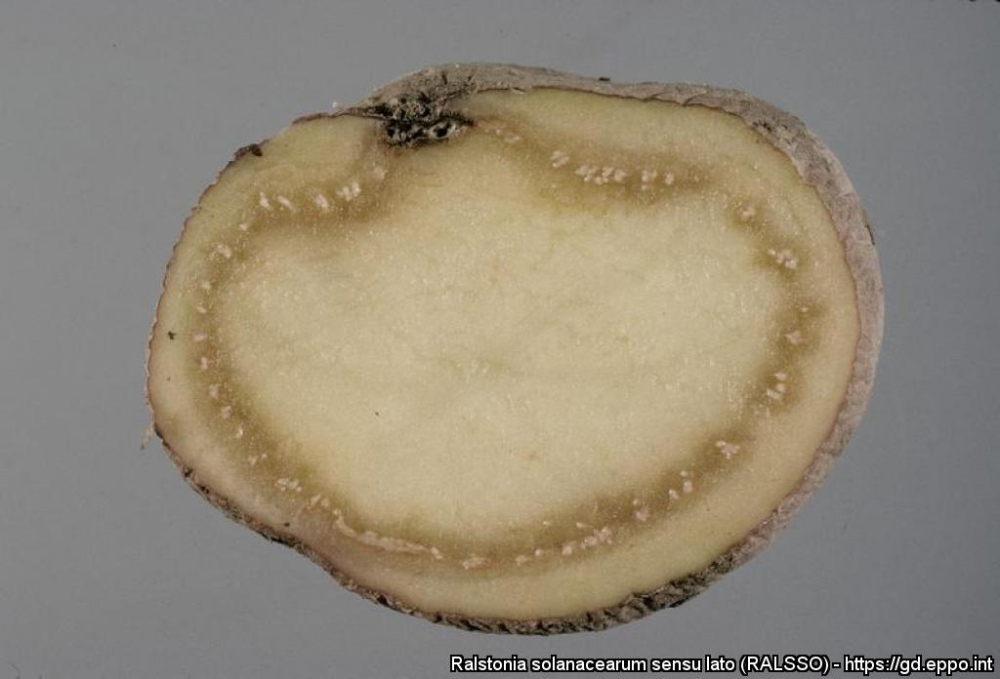 Ralstonia solanacearum sensu lato (RALSSO) - https://gd.eppo.int